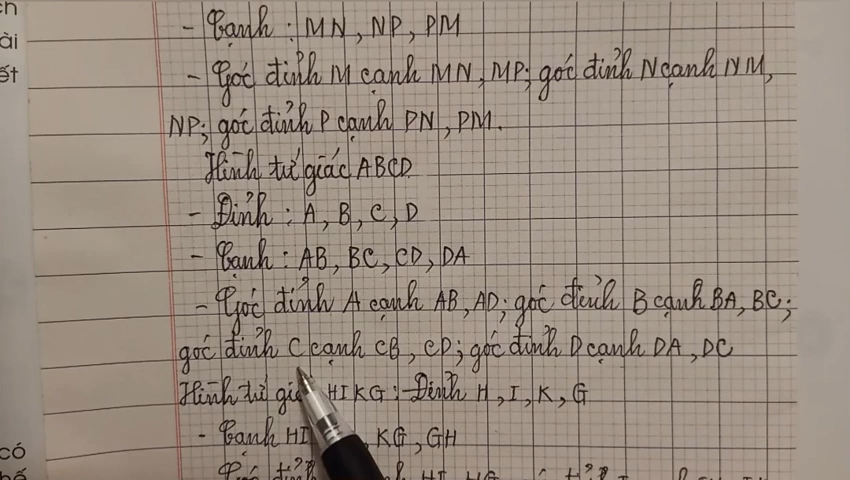 - Cạnh : MN, NP, PM
- Góc đỉnh M cạnh MN, MP; góc đỉnh N cạnh NM,
NP; góc đỉnh P cạnh PN, PM.
Hình tứ giác ABCD
- Đỉnh : A, B, C, D
- Cạnh : AB, BC, CD, DA
- Góc đỉnh A cạnh AB, AD; góc đỉnh B cạnh BA, BC;
góc đỉnh C cạnh CB, CD; góc đỉnh D cạnh DA, DC
Hình tứ HIKG : - Đỉnh H, I, K, G
- Cạnh HI KG, GH
ài
ết
có